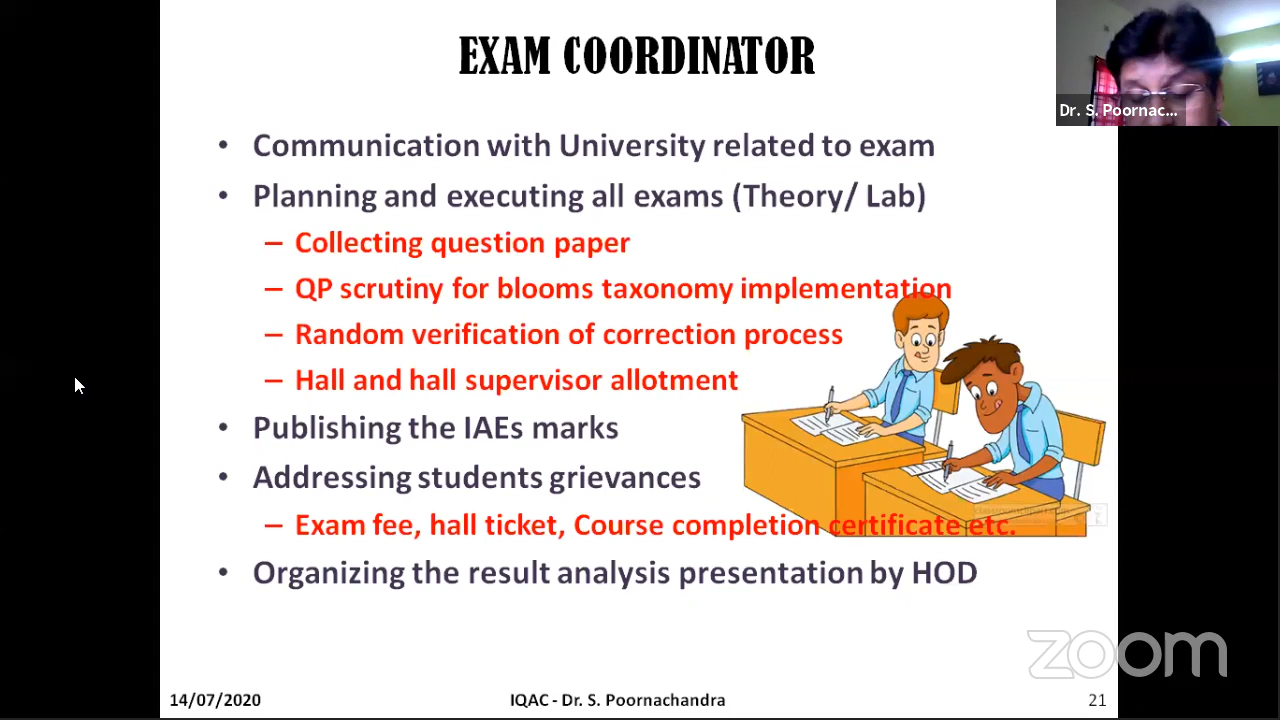 EXAM COORDINATOR
Dr. S. Poornac...
• Communication with University related to exam
• Planning and executing all exams (Theory/ Lab)
– Collecting question paper
– QP scrutiny for blooms taxonomy implementation
– Random verification of correction process
– Hall and hall supervisor allotment
• Publishing the IAEs marks
• Addressing students grievances
– Exam fee, hall ticket, Course completion certificate etc.
• Organizing the result analysis presentation by HOD
zoom
14/07/2020
IQAC - Dr. S. Poornachandra
21